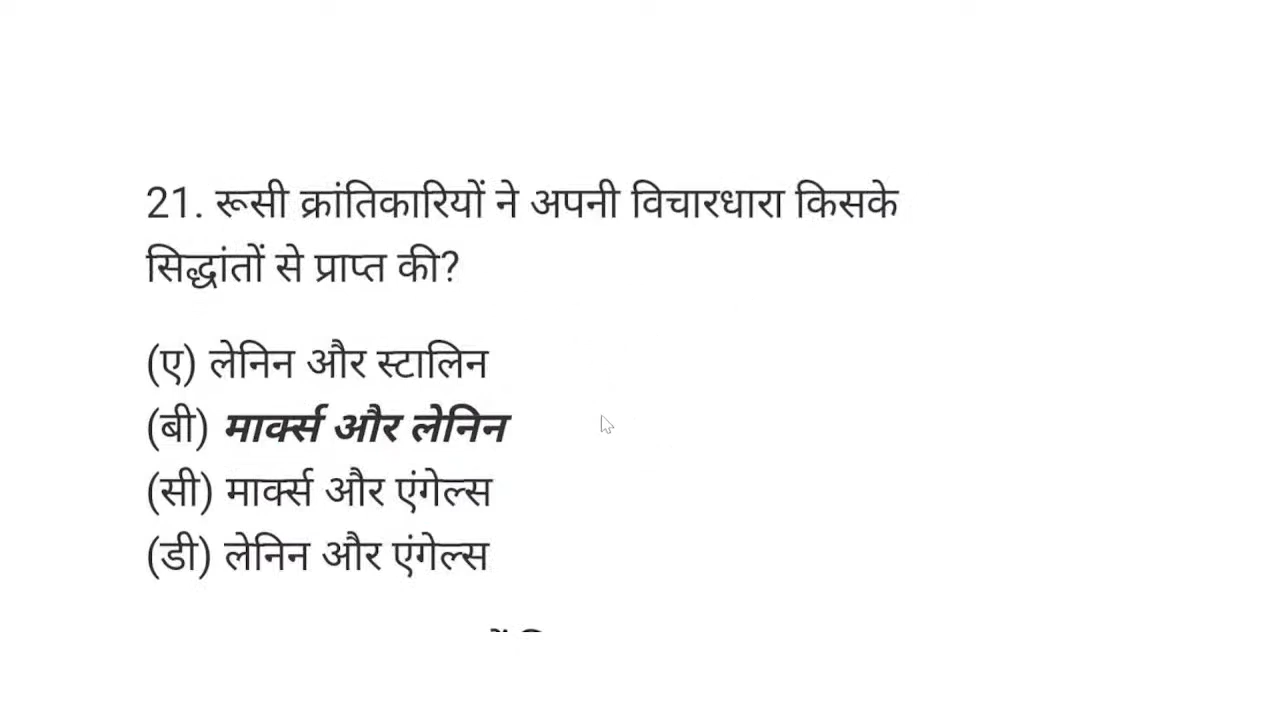 21. रूसी क्रांतिकारियों ने अपनी विचारधारा किसके
सिद्धांतों से प्राप्त की?
(ए) लेनिन और स्टालिन
(बी) मार्क्स और लेनिन
(सी) मार्क्स और एंगेल्स
(डी) लेनिन और एंगेल्स